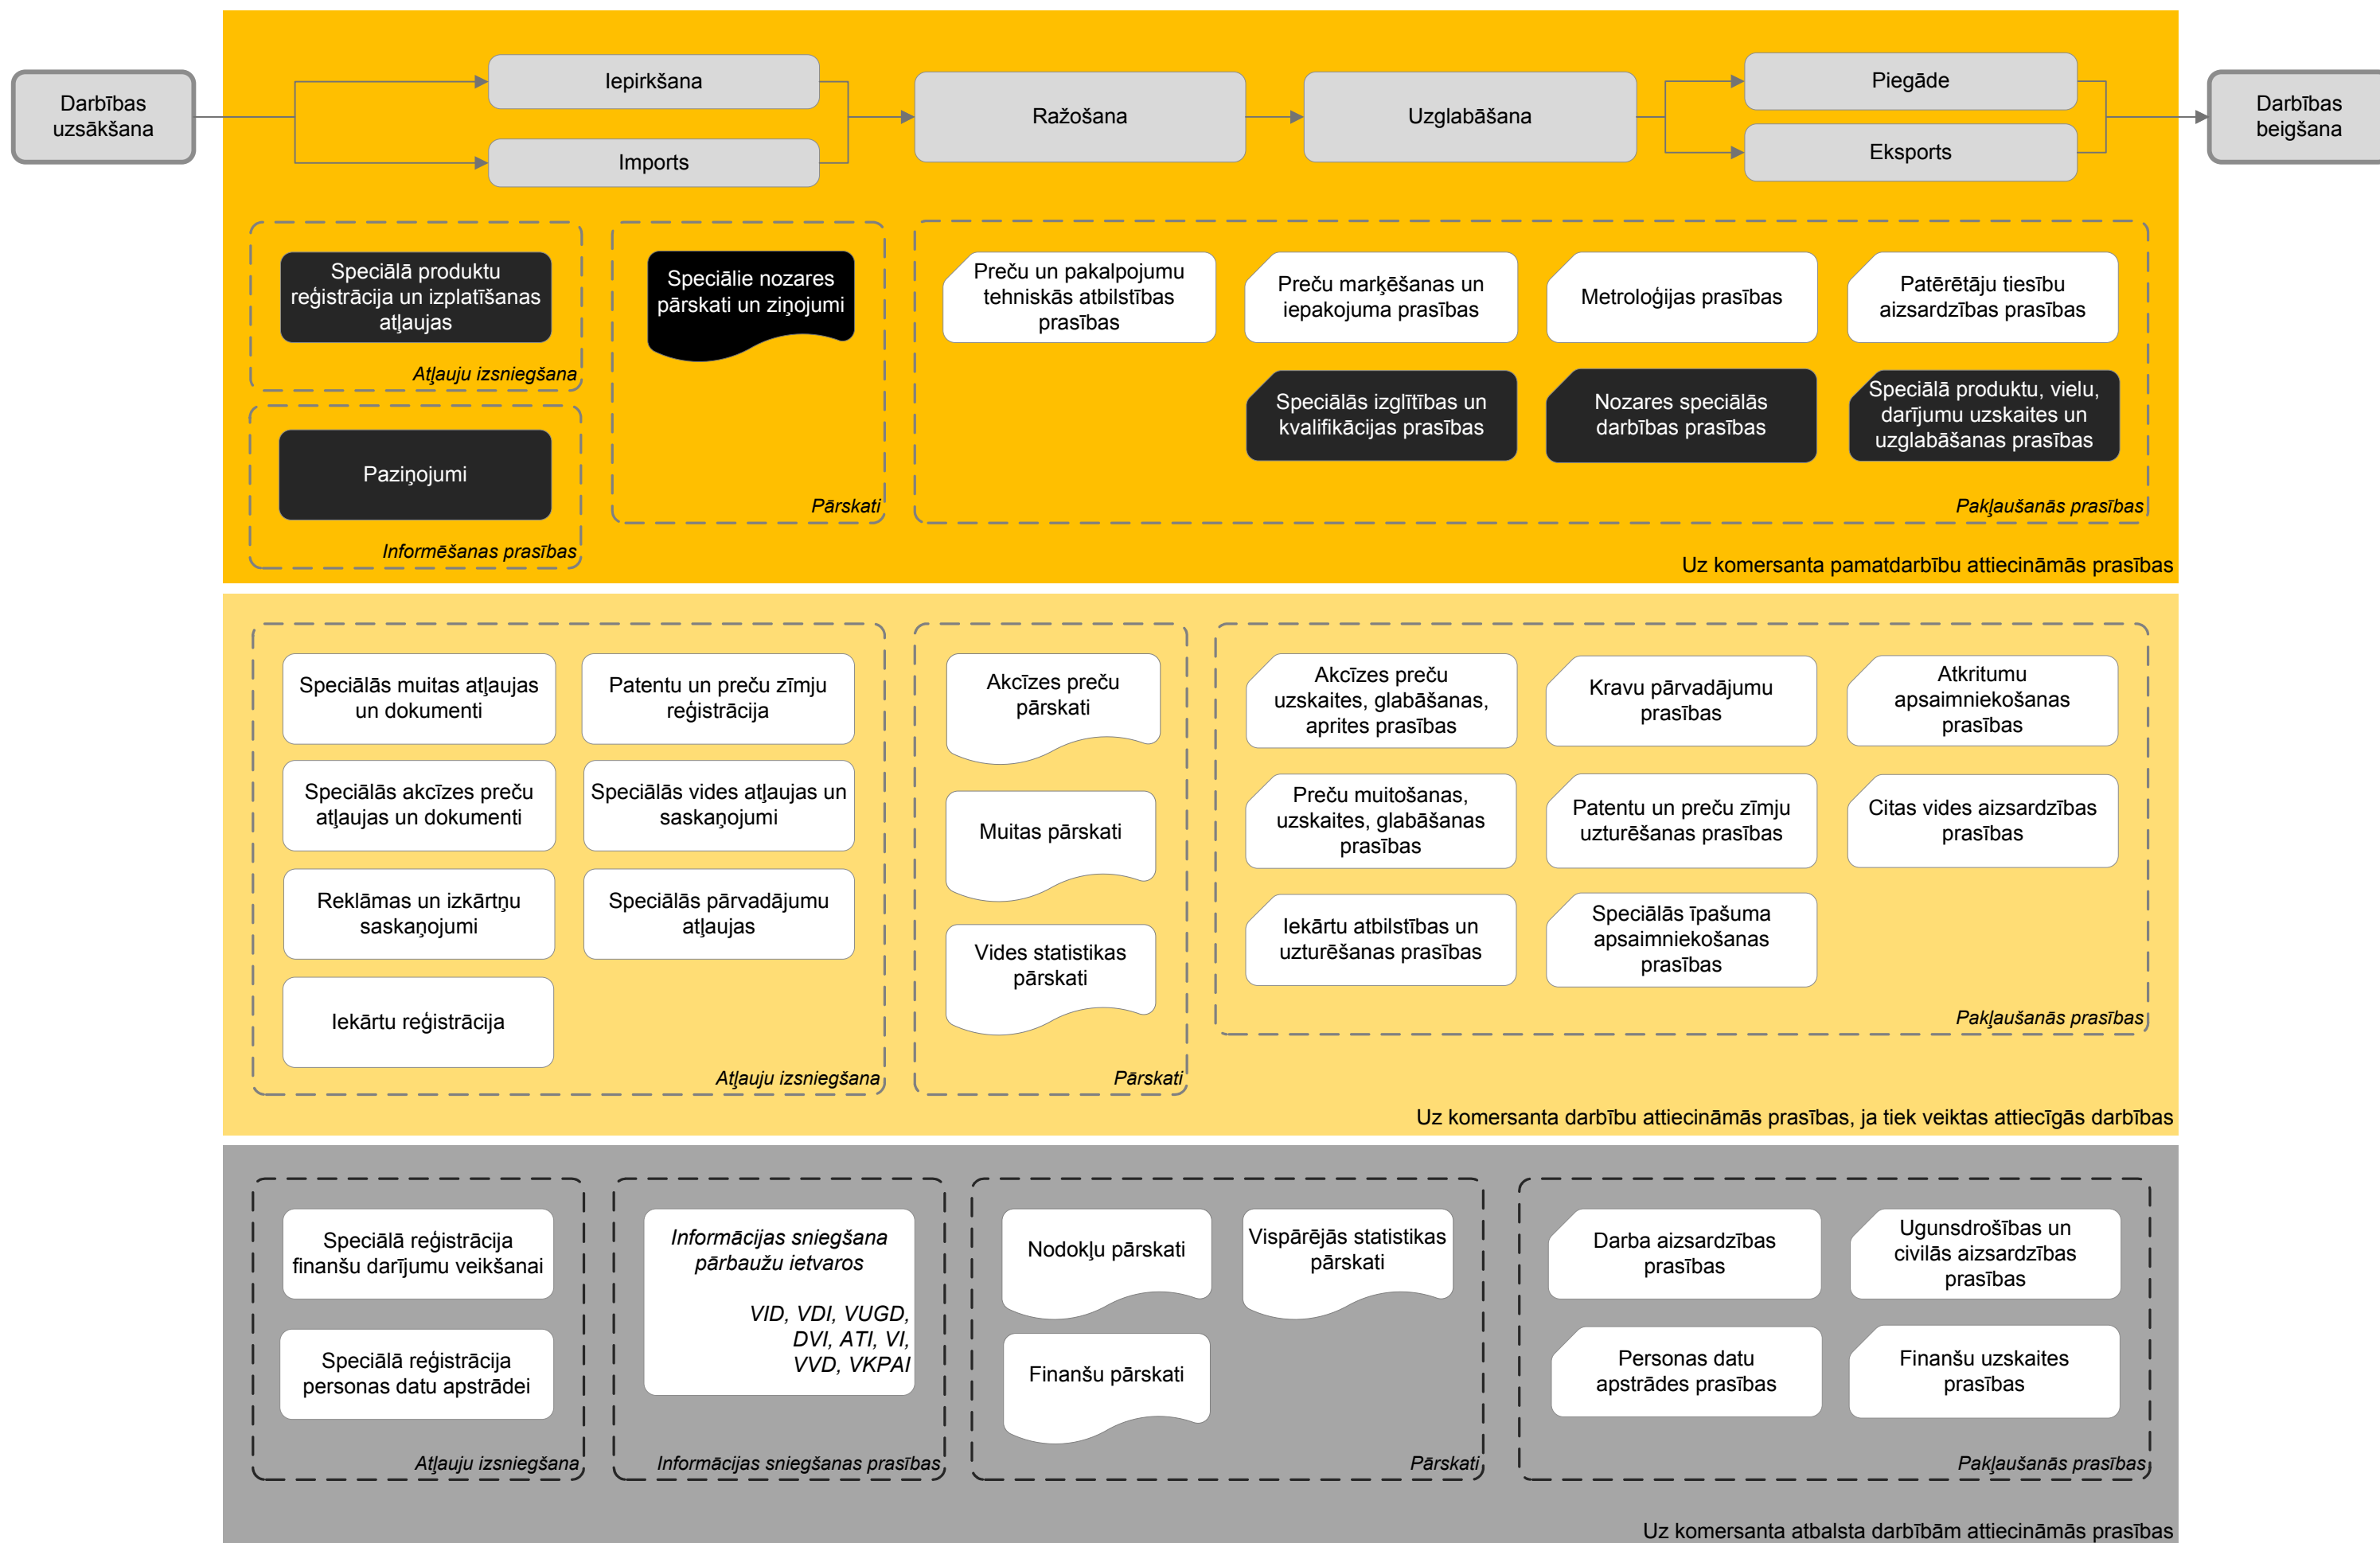 Darbības
uzsākšana
Iepirkšana
Imports
Ražošana
Uzglabāšana
Piegāde
Eksports
Darbības
beigšana
Speciālā produktu
reģistrācija un izplatīšanas
atļaujas
Atļauju izsniegšana
Paziņojumi
Informēšanas prasības
Speciālie nozares
pārskati un ziņojumi
Pārskati
Preču un pakalpojumu
tehniskās atbilstības
prasības
Preču marķēšanas un
iepakojuma prasības
Metroloģijas prasības
Patērētāju tiesību
aizsardzības prasības
Speciālās izglītības un
kvalifikācijas prasības
Nozares speciālās
darbības prasības
Speciālā produktu, vielu,
darījumu uzskaites un
uzglabāšanas prasības
Pakļaušanās prasības
Uz komersanta pamatdarbību attiecināmās prasības
Speciālās muitas atļaujas
un dokumenti
Patentu un preču zīmju
reģistrācija
Speciālās akcīzes preču
atļaujas un dokumenti
Speciālās vides atļaujas un
saskaņojumi
Reklāmas un izkārtņu
saskaņojumi
Speciālās pārvadājumu
atļaujas
Iekārtu reģistrācija
Atļauju izsniegšana
Akcīzes preču
pārskati
Muitas pārskati
Vides statistikas
pārskati
Pārskati
Akcīzes preču
uzskaites, glabāšanas,
aprites prasības
Kravu pārvadājumu
prasības
Atkritumu
apsaimniekošanas
prasības
Preču muitošanas,
uzskaites, glabāšanas
prasības
Patentu un preču zīmju
uzturēšanas prasības
Citas vides aizsardzības
prasības
Iekārtu atbilstības un
uzturēšanas prasības
Speciālās īpašuma
apsaimniekošanas
prasības
Pakļaušanās prasības
Uz komersanta darbību attiecināmās prasības, ja tiek veiktas attiecīgās darbības
Speciālā reģistrācija
finanšu darījumu veikšanai
Speciālā reģistrācija
personas datu apstrādei
Atļauju izsniegšana
Informācijas sniegšana
pārbaužu ietvaros
VID, VDI, VUGD,
DVI, ATI, VI,
VVD, VKPAI
Informācijas sniegšanas prasības
Nodokļu pārskati
Vispārējās statistikas
pārskati
Finanšu pārskati
Pārskati
Darba aizsardzības
prasības
Ugunsdrošības un
civilās aizsardzības
prasības
Personas datu
apstrādes prasības
Finanšu uzskaites
prasības
Pakļaušanās prasības
Uz komersanta atbalsta darbībām attiecināmās prasības